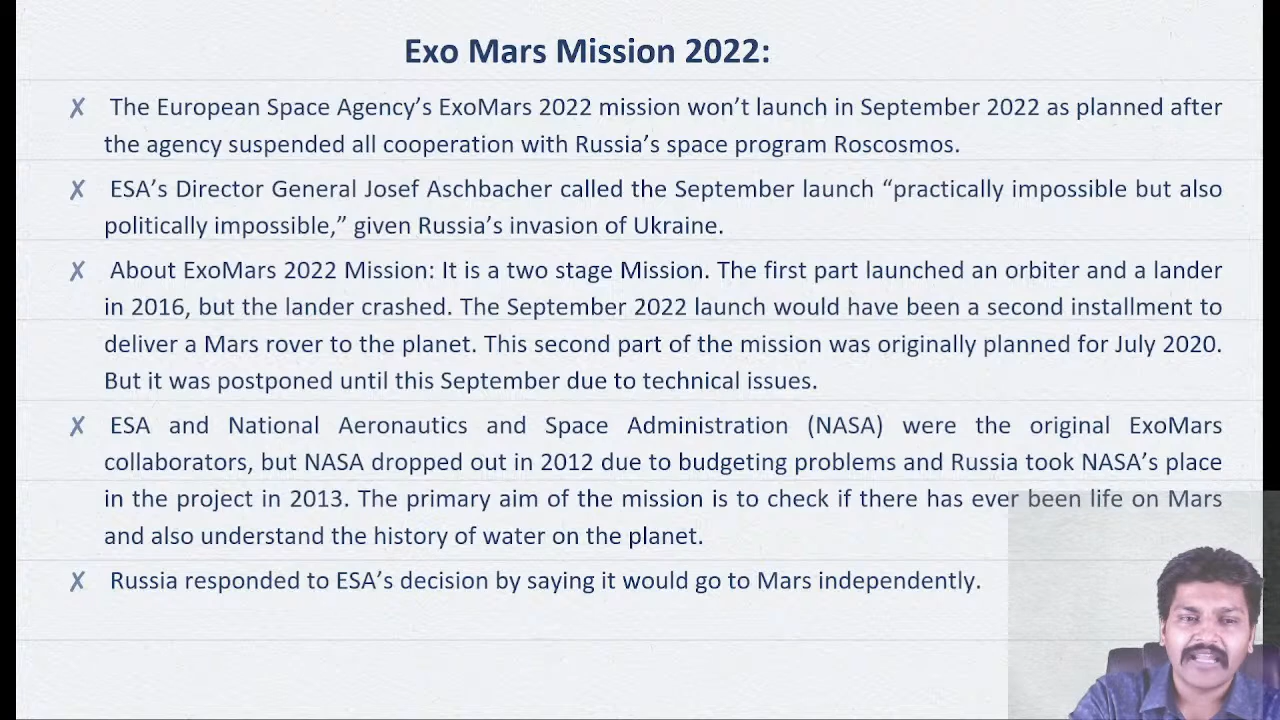 Exo Mars Mission 2022:
✗ The European Space Agency’s ExoMars 2022 mission won’t launch in September 2022 as planned after
the agency suspended all cooperation with Russia’s space program Roscosmos.
✗ ESA’s Director General Josef Aschbacher called the September launch “practically impossible but also
politically impossible,” given Russia’s invasion of Ukraine.
✗ About ExoMars 2022 Mission: It is a two stage Mission. The first part launched an orbiter and a lander
in 2016, but the lander crashed. The September 2022 launch would have been a second installment to
deliver a Mars rover to the planet. This second part of the mission was originally planned for July 2020.
But it was postponed until this September due to technical issues.
✗ ESA and National Aeronautics and Space Administration (NASA) were the original ExoMars
collaborators, but NASA dropped out in 2012 due to budgeting problems and Russia took NASA’s place
in the project in 2013. The primary aim of the mission is to check if there has ever been life on Mars
and also understand the history of water on the planet.
✗ Russia responded to ESA’s decision by saying it would go to Mars independently.